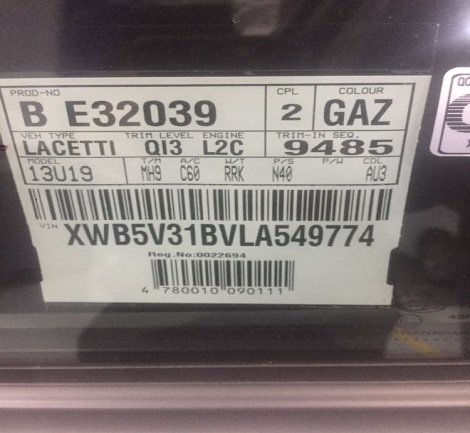 PROD-NO CPL COLOUR
B E32039 2 GAZ
VEH TYPE TRIM LEVEL ENGINE TRIM-IN SEQ.
LACETTI QI3 L2C 9485
MODEL T/M A/C W/T P/S P/W CDL
13U19 MH9 C60 RRK N40 AU3
VIN XWB5V31BVLA549774
Reg.No:0022694
4 780010 090111